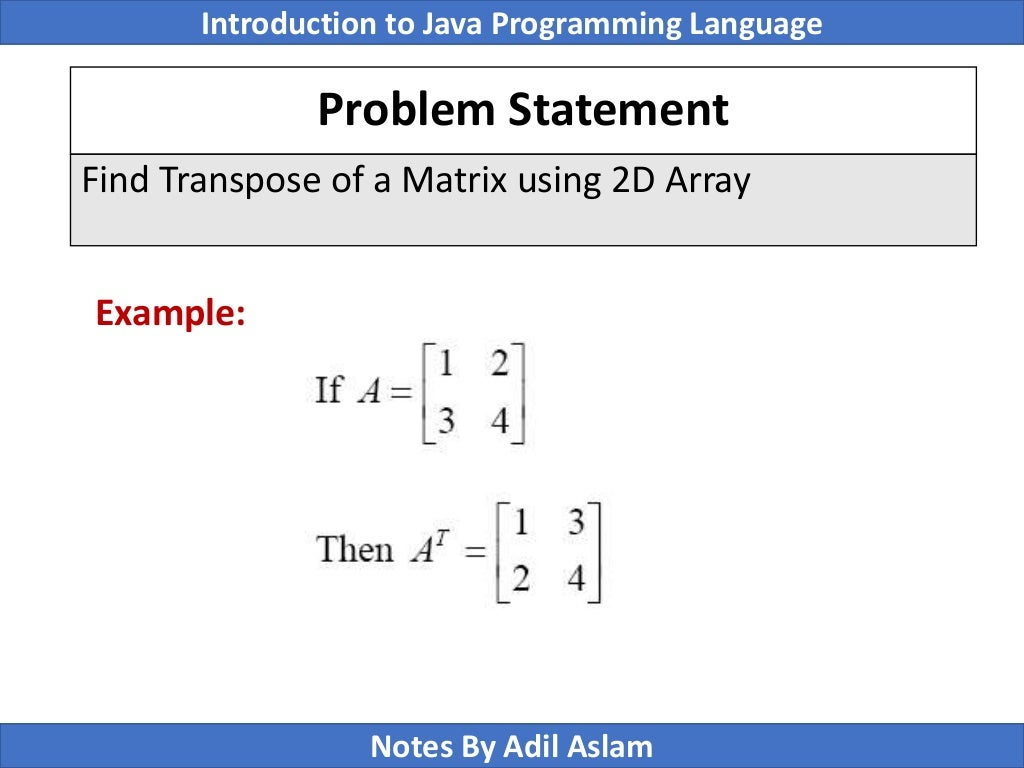 Introduction to Java Programming Language
Problem Statement
Find Transpose of a Matrix using 2D Array
Example:
If A = [1 2
3 4]
Then Aᵀ = [1 3
2 4]
Notes By Adil Aslam